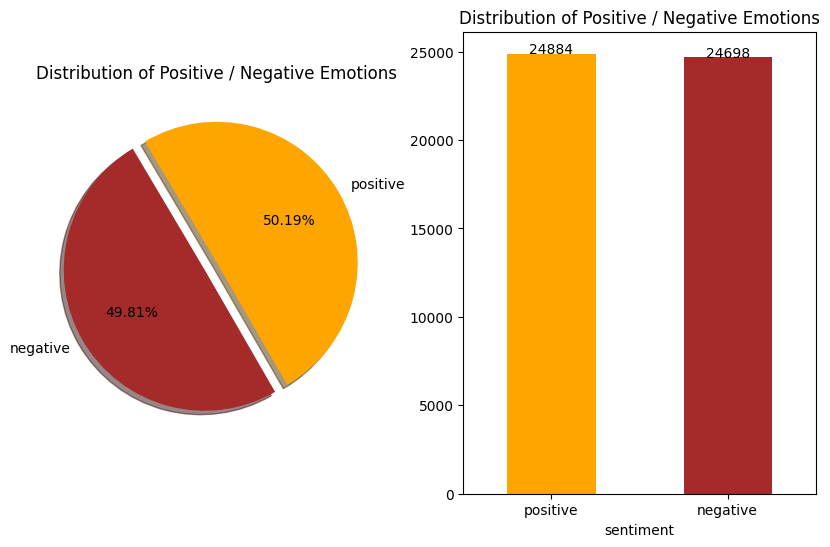 Distribution of Positive / Negative Emotions
positive
50.19%
49.81%
negative
Distribution of Positive / Negative Emotions
25000
20000
15000
10000
5000
0
24884
24698
positive
negative
sentiment